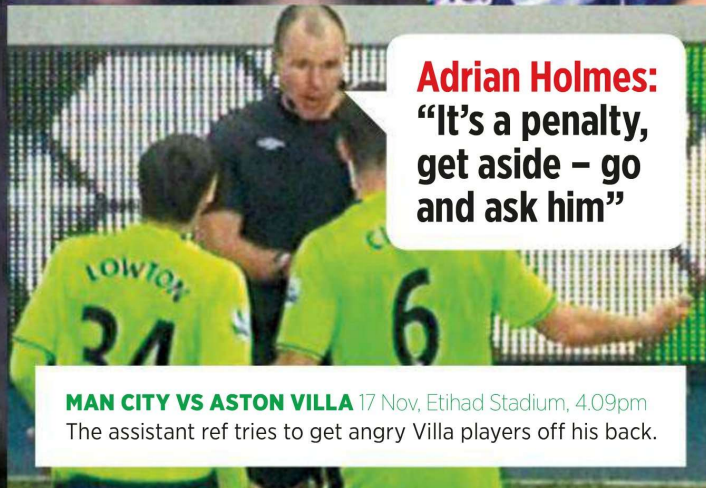 Adrian Holmes:
“It’s a penalty,
get aside – go
and ask him”
LOWTON
34
6
MAN CITY VS ASTON VILLA 17 Nov, Etihad Stadium, 4.09pm
The assistant ref tries to get angry Villa players off his back.